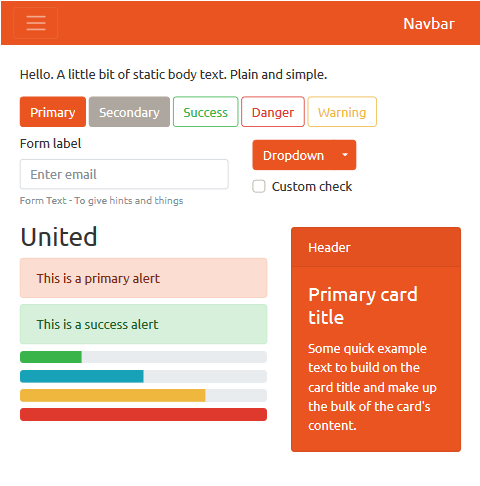 Navbar
Hello. A little bit of static body text. Plain and simple.
Primary Secondary Success Danger Warning
Form label
Enter email
Form Text - To give hints and things
Dropdown
Custom check
United
This is a primary alert
This is a success alert
Header
Primary card
title
Some quick example
text to build on the
card title and make up
the bulk of the card's
content.